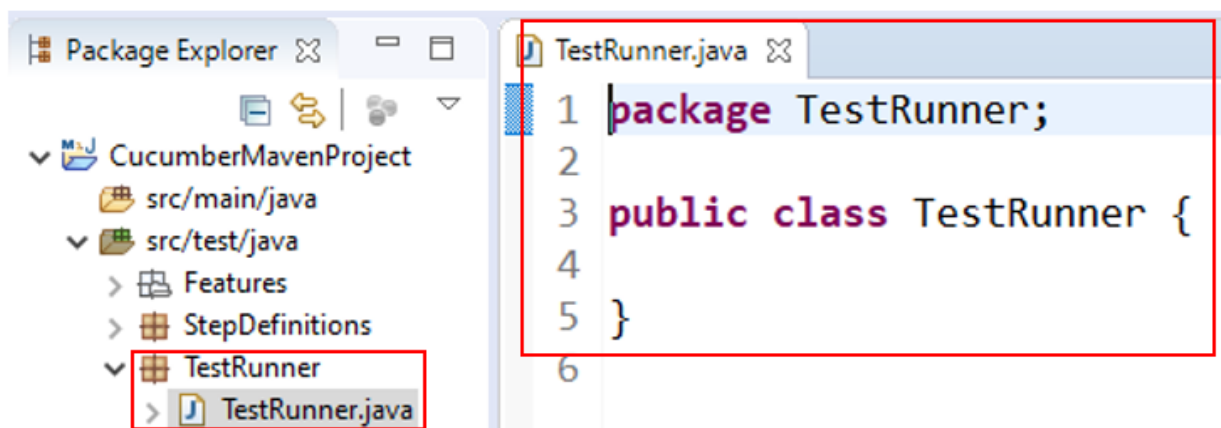 Package Explorer
CucumberMavenProject
src/main/java
src/test/java
Features
StepDefinitions
TestRunner
TestRunner.java
TestRunner.java
1 package TestRunner;
2
3 public class TestRunner {
4
5 }
6